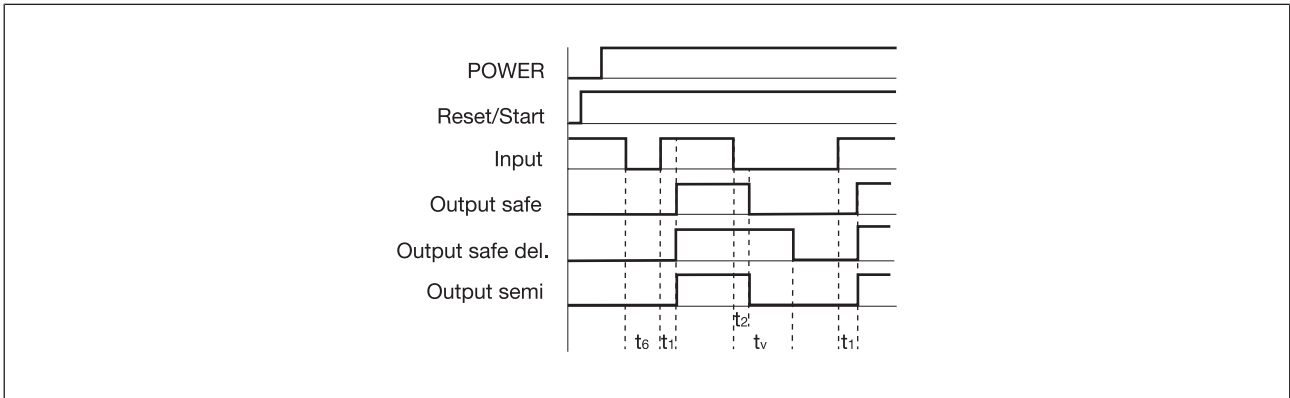 POWER
Reset/Start
Input
Output safe
Output safe del.
Output semi
t2
t6 t1 tv t1